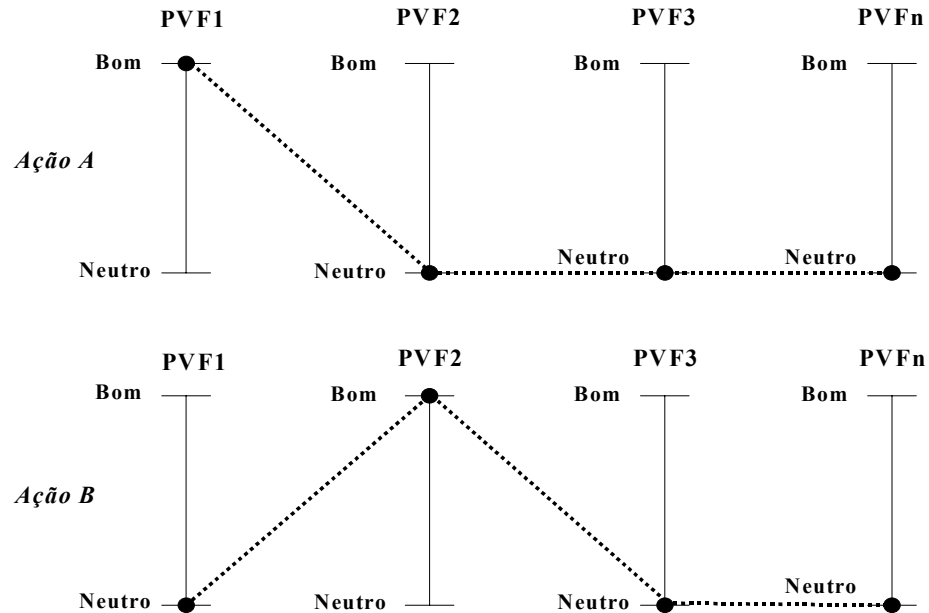 PVF1 PVF2 PVF3 PVFn
Bom Bom Bom Bom
Ação A
Neutro Neutro Neutro Neutro
PVF1 PVF2 PVF3 PVFn
Bom Bom Bom Bom
Ação B
Neutro Neutro Neutro Neutro